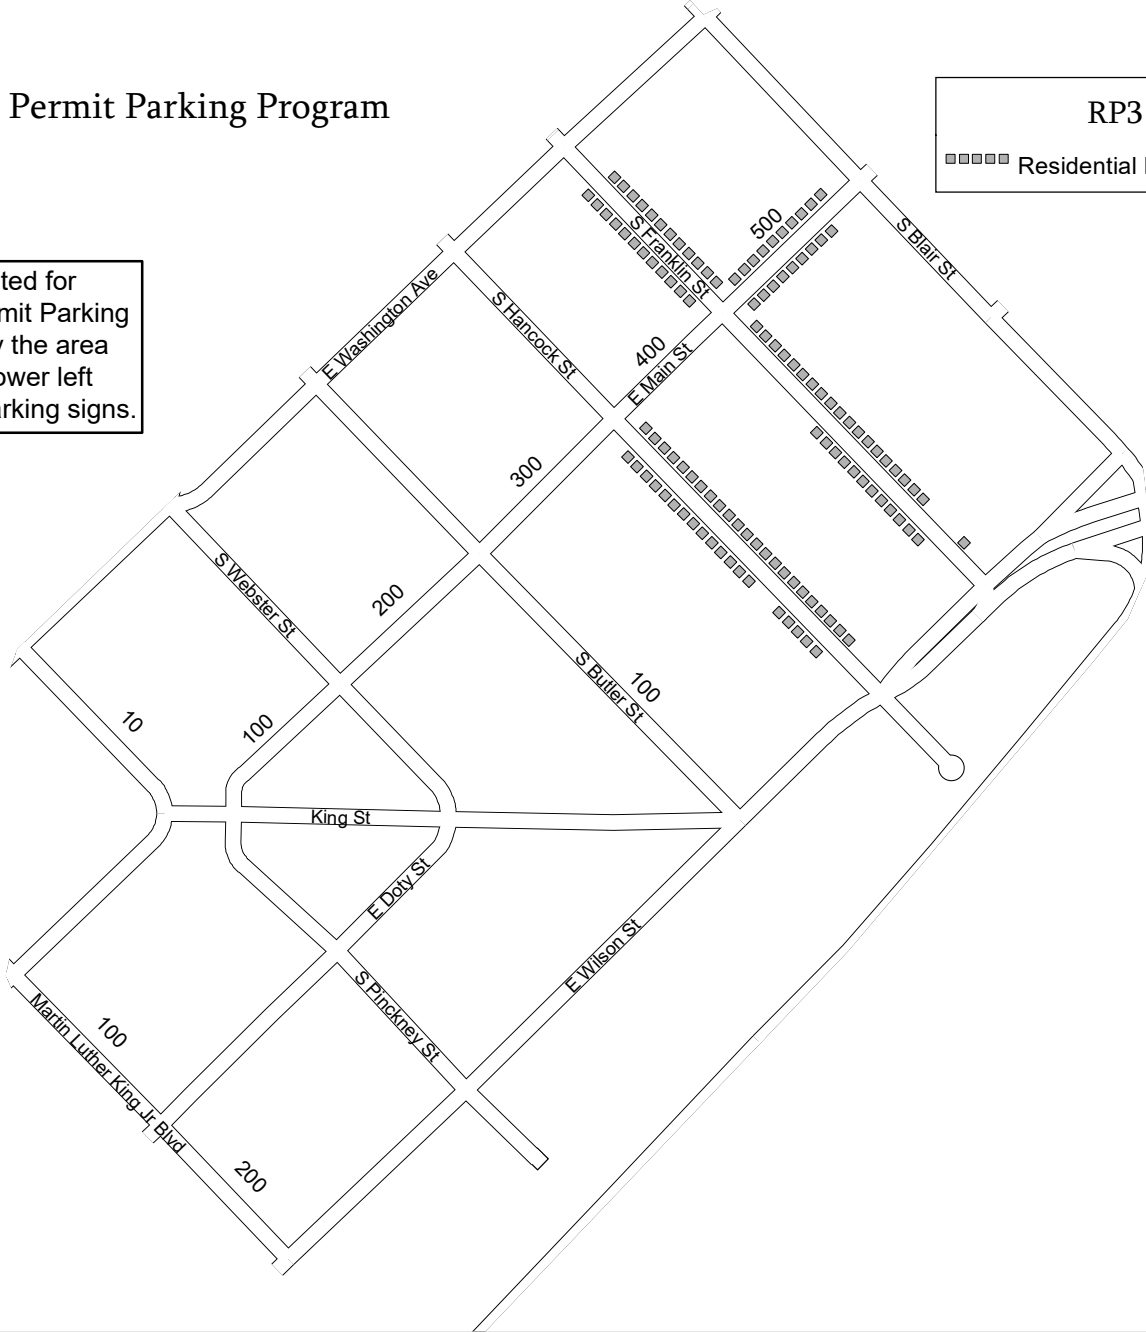 Permit Parking Program
RP3
Residential
ted for
mit Parking
the area
ower left
arking signs.
500
S Franklin St
S Blair St
E Washington Ave
S Hancock St
400
E Main St
300
S Webster St
200
S Butler St
100
10
100
King St
E Doty St
E Wilson St
S Pinckney St
Martin Luther King Jr Blvd
100
200